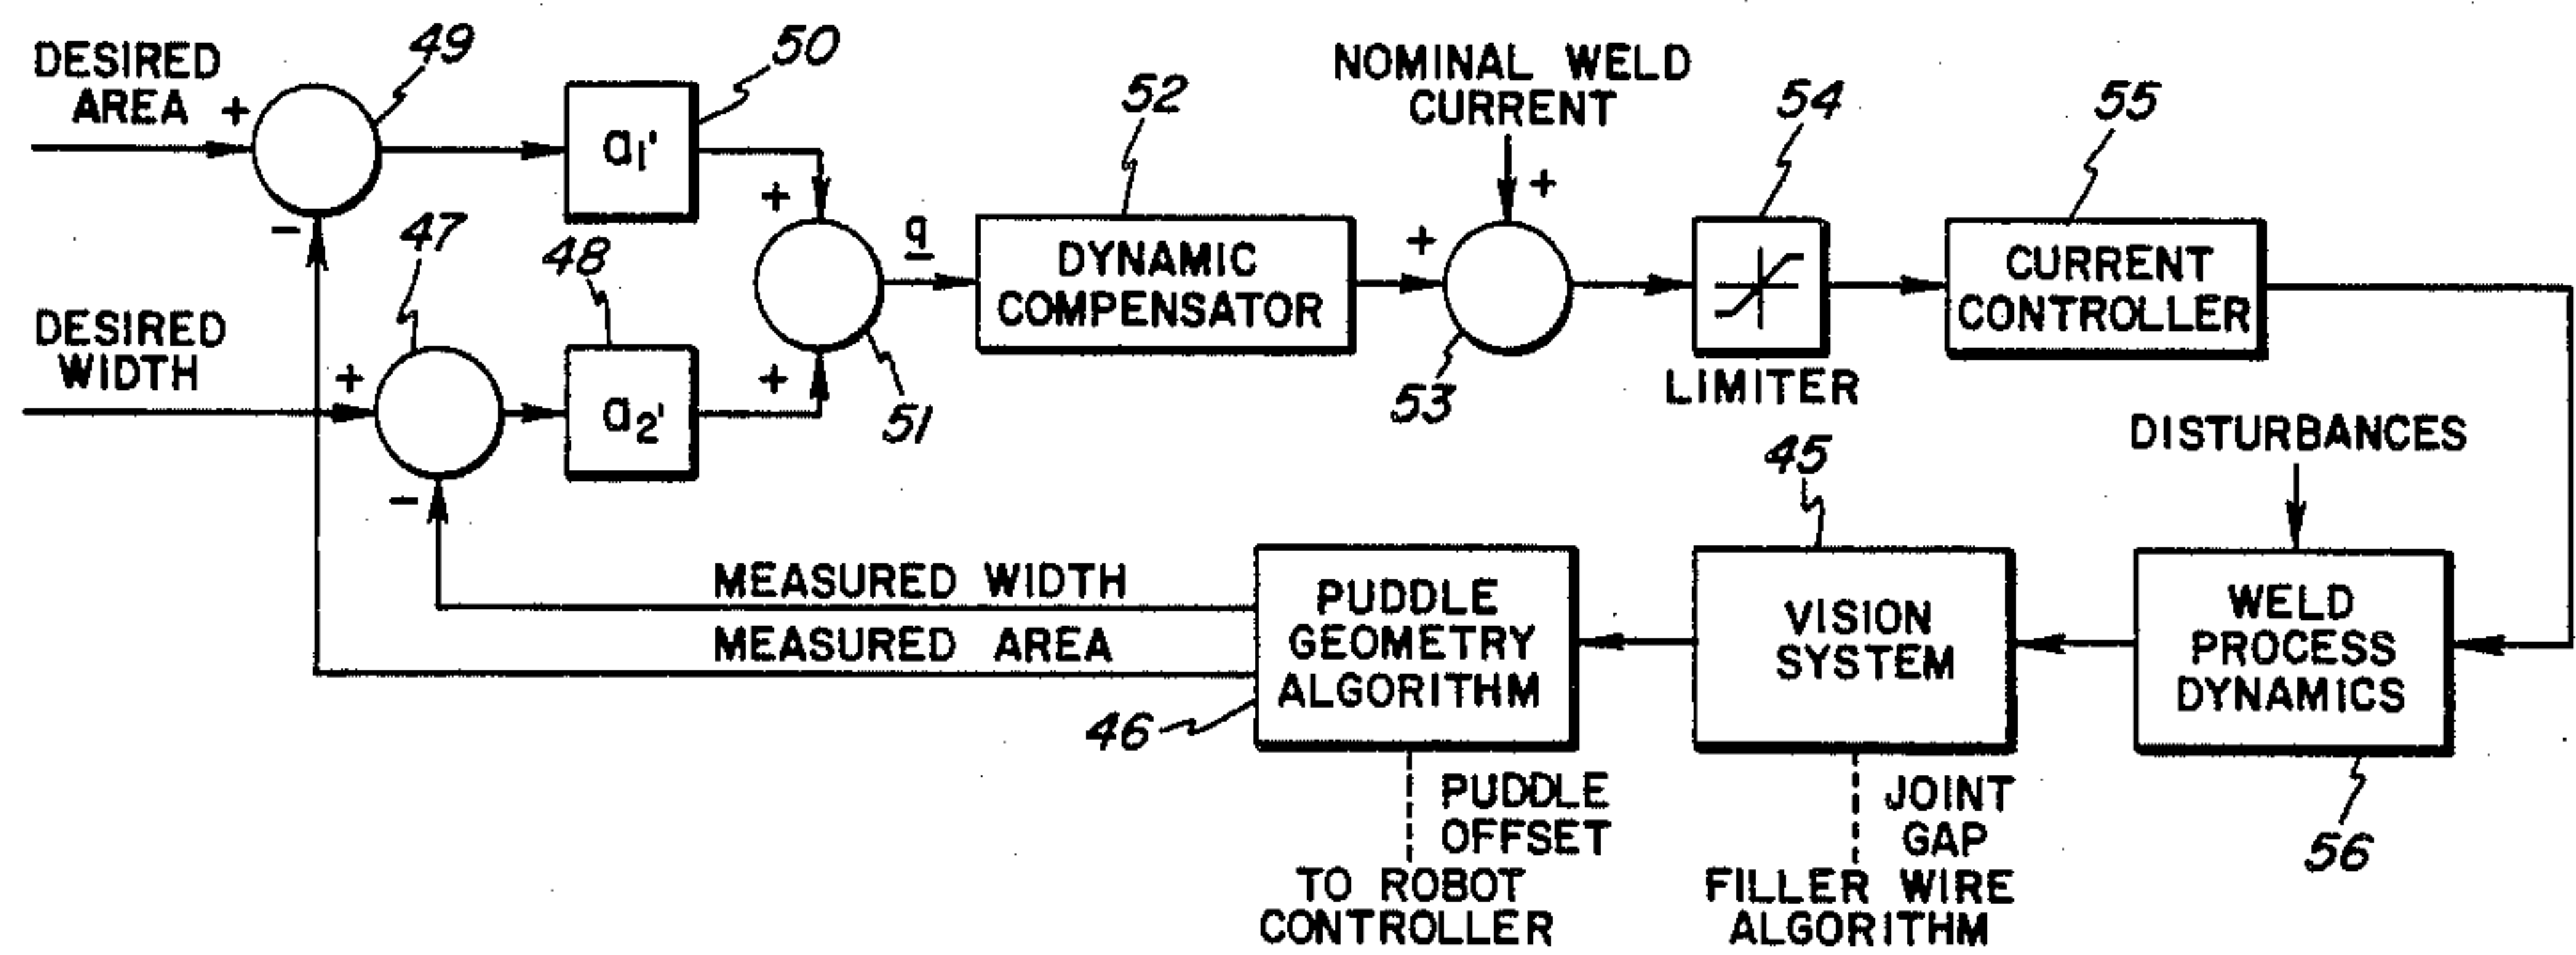 DESIRED
AREA
+
-
49
50
a1'
DESIRED
WIDTH
+
-
47
48
a2'
+
+
51
q
52
DYNAMIC
COMPENSATOR
NOMINAL WELD
CURRENT
+
+
53
54
LIMITER
55
CURRENT
CONTROLLER
DISTURBANCES
WELD
PROCESS
DYNAMICS
56
45
VISION
SYSTEM
JOINT
GAP
FILLER WIRE
ALGORITHM
PUDDLE
GEOMETRY
ALGORITHM
46
PUDDLE
OFFSET
TO ROBOT
CONTROLLER
MEASURED WIDTH
MEASURED AREA